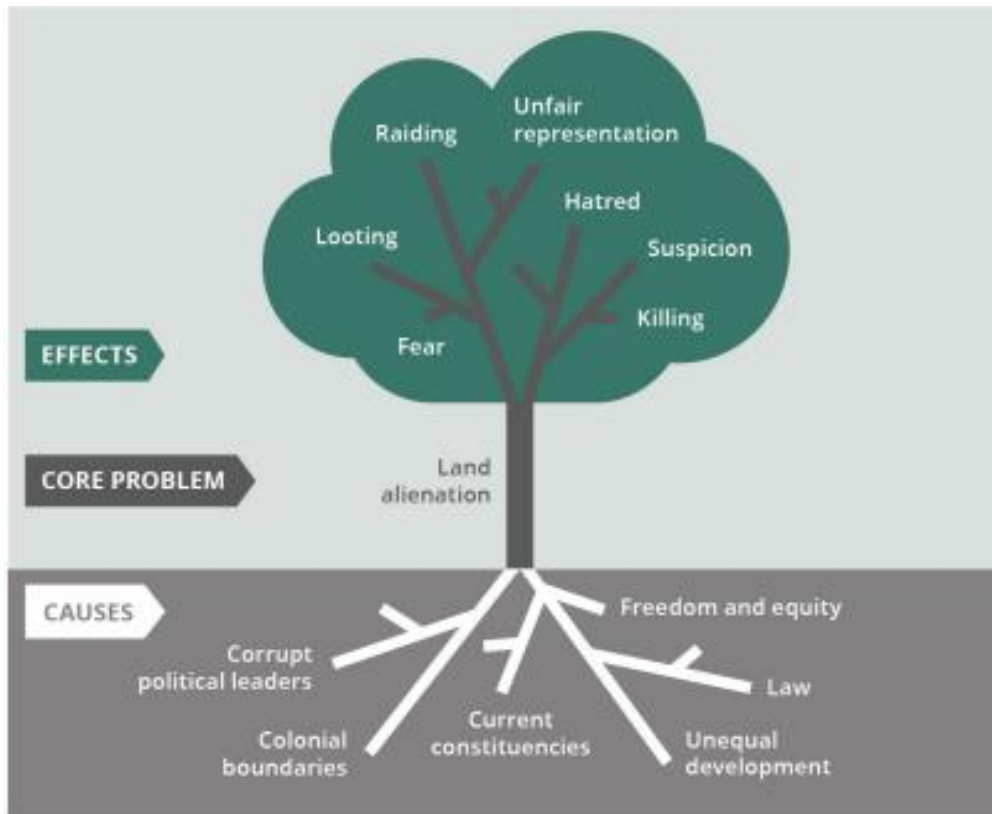 Raiding
Unfair
representation
Hatred
Looting
Suspicion
Killing
Fear
EFFECTS
CORE PROBLEM
Land
alienation
CAUSES
Freedom and equity
Corrupt
political leaders
Law
Current
constituencies
Colonial
boundaries
Unequal
development